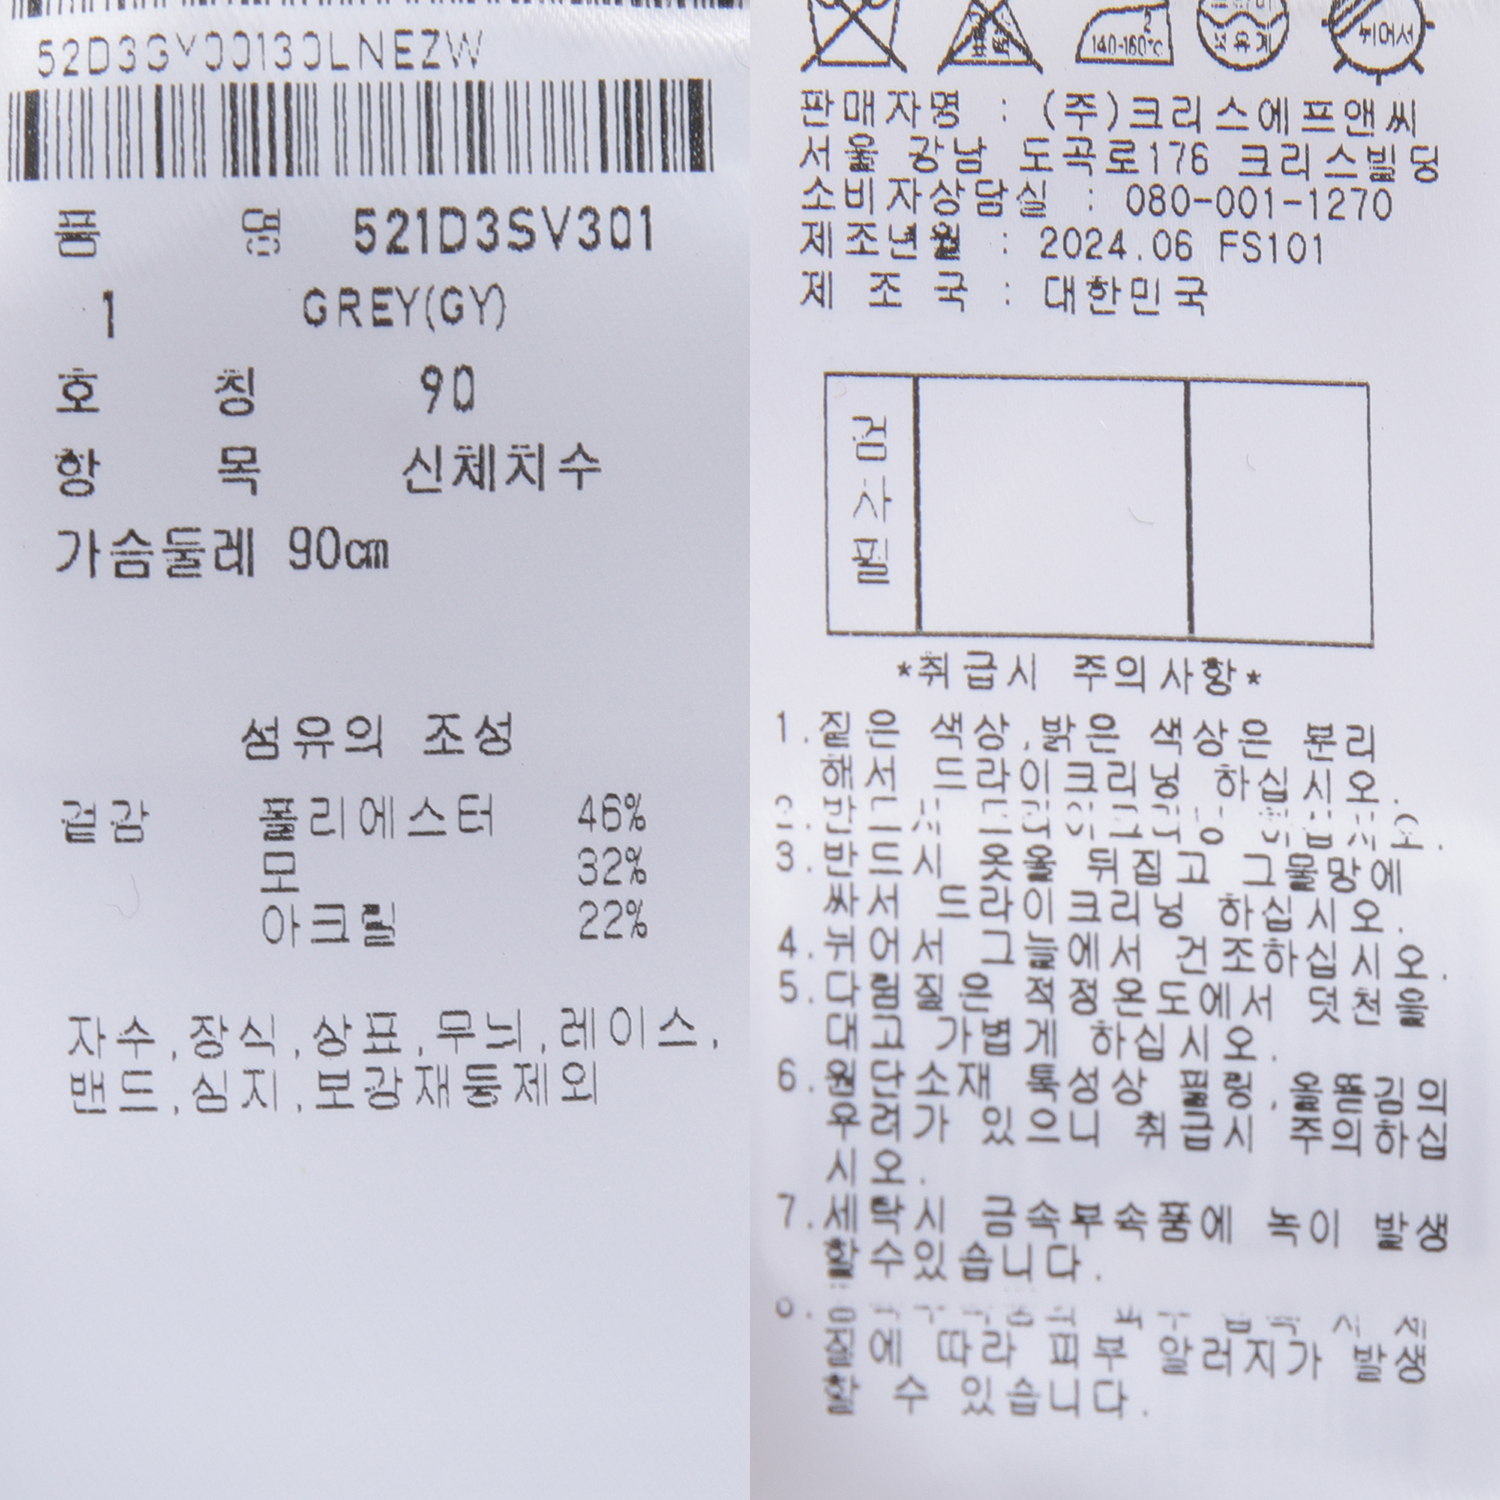 52D3GY00130LNEZW
품 명 521D3SV301
1 GREY(GY)
호 칭 90
항 목 신체치수
가슴둘레 90cm
섬유의 조성
겉감 폴리에스터 46%
모 32%
아크릴 22%
자수,장식,상표,무늬,레이스,
밴드,심지,보강재등제외
140-160℃
뉘어서
판매자명 : (주)크리스에프앤씨
서울 강남 도곡로176 크리스빌딩
소비자상담실 : 080-001-1270
제조년월 : 2024.06 FS101
제 조 국 : 대한민국
검사필
*취급시 주의사항*
1.짙은 색상,밝은 색상은 분리
해서 드라이크리닝 하십시오.
3.반드시 옷을 뒤집고 그물망에
싸서 드라이크리닝 하십시오.
4.뉘어서 그늘에서 건조하십시오.
5.다림질은 적정온도에서 덧천을
대고 가볍게 하십시오.
6.원단소재 특성상 필링,올뜯김의
우려가 있으니 취급시 주의하십
시오.
7.세탁시 금속부속품에 녹이 발생
할수있습니다.
질에 따라 피부 알러지가 발생
할 수 있습니다.